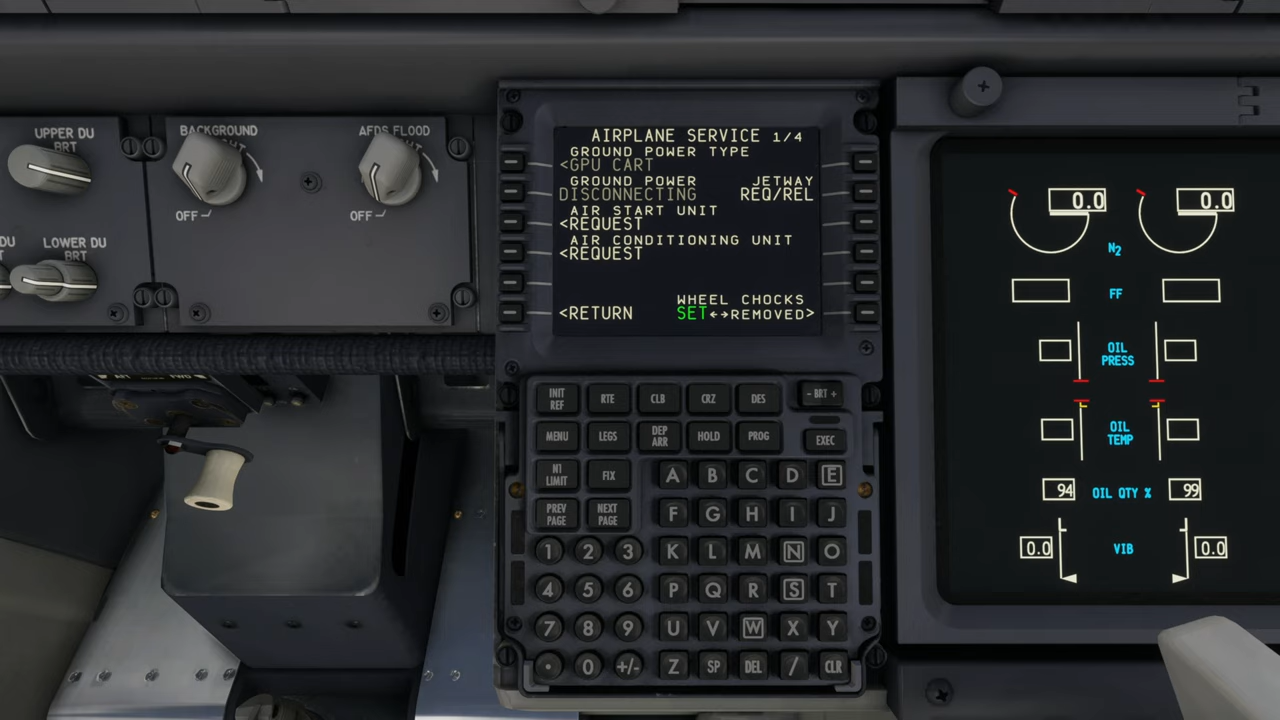 UPPER DU
BRT
BACKGROUND
AFDS FLOOD
OFF
OFF
DU
LOWER DU
BRT
AIRPLANE SERVICE 1/4
GROUND POWER TYPE
<GPU CART
GROUND POWER JETWAY
DISCONNECTING REQ/REL
AIR START UNIT
<REQUEST
AIR CONDITIONING UNIT
<REQUEST
WHEEL CHOCKS
<RETURN SET←→REMOVED>
INIT REF RTE CLB CRZ DES - BRT +
MENU LEGS DEP ARR HOLD PROG EXEC
N1 LIMIT FIX A B C D E
PREV PAGE NEXT PAGE F G H I J
1 2 3 K L M N O
4 5 6 P Q R S T
7 8 9 U V W X Y
. 0 +/- Z SP DEL / CLR
0.0 0.0
N2
FF
OIL
PRESS
OIL
TEMP
94 OIL QTY % 99
0.0 VIB 0.0